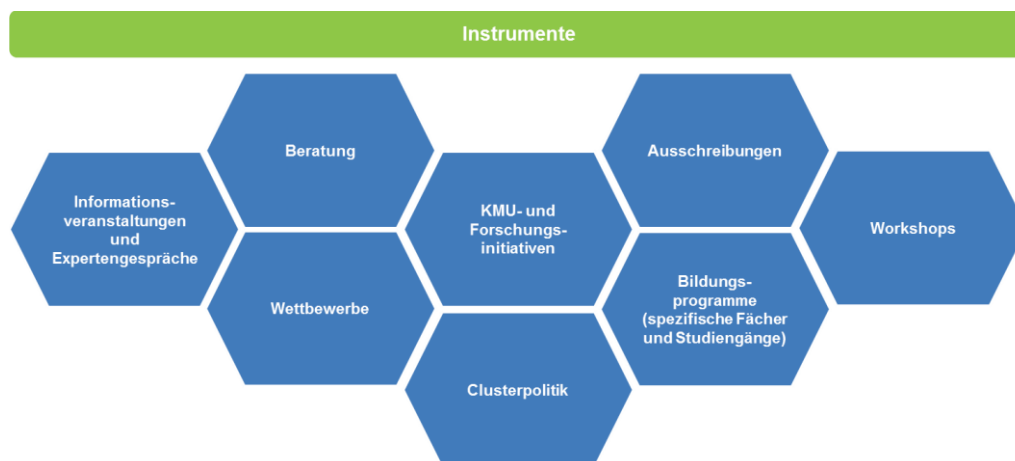 Instrumente
Informations-
veranstaltungen
und
Expertengespräche
Beratung
Wettbewerbe
KMU- und
Forschungs-
initiativen
Clusterpolitik
Ausschreibungen
Bildungs-
programme
(spezifische Fächer
und Studiengänge)
Workshops